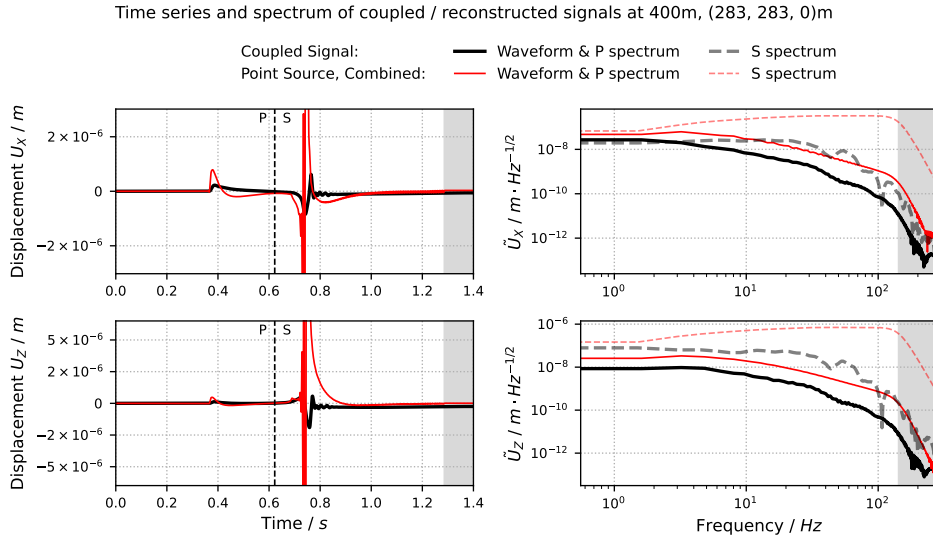 Time series and spectrum of coupled / reconstructed signals at 400m, (283, 283, 0)m
Coupled Signal: Waveform & P spectrum S spectrum
Point Source, Combined: Waveform & P spectrum S spectrum
Displacement U_X / m
2 × 10⁻⁶
0
−2 × 10⁻⁶
P S
0.0 0.2 0.4 0.6 0.8 1.0 1.2 1.4
Ũ_X / m · Hz⁻¹ᐟ²
10⁻⁸
10⁻¹⁰
10⁻¹²
10⁰ 10¹ 10²
Displacement U_Z / m
5 × 10⁻⁶
2 × 10⁻⁶
0
−2 × 10⁻⁶
−5 × 10⁻⁶
P S
0.0 0.2 0.4 0.6 0.8 1.0 1.2 1.4
Time / s
Ũ_Z / m · Hz⁻¹ᐟ²
10⁻⁶
10⁻⁸
10⁻¹⁰
10⁻¹²
10⁰ 10¹ 10²
Frequency / Hz